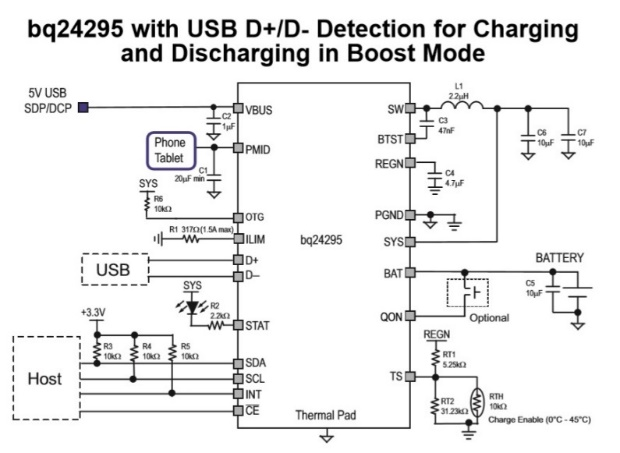 bq24295 with USB D+/D- Detection for Charging
and Discharging in Boost Mode
5V USB
SDP/DCP
VBUS
C2
1µF
Phone
Tablet
PMID
C1
20µF min
SYS
R6
10kΩ
OTG
R1 317Ω(1.5A max)
ILIM
USB
D+
D–
SYS
R2
2.2kΩ
STAT
+3.3V
R3
10kΩ
R4
10kΩ
R5
10kΩ
Host
SDA
SCL
INT
CE
bq24295
Thermal Pad
SW
L1
2.2µH
C3
47nF
BTST
C6
10µF
C7
10µF
REGN
C4
4.7µF
PGND
SYS
BAT
BATTERY
C5
10µF
Optional
QON
REGN
RT1
5.25kΩ
TS
RT2
31.23kΩ
RTH
10kΩ
Charge Enable (0°C - 45°C)